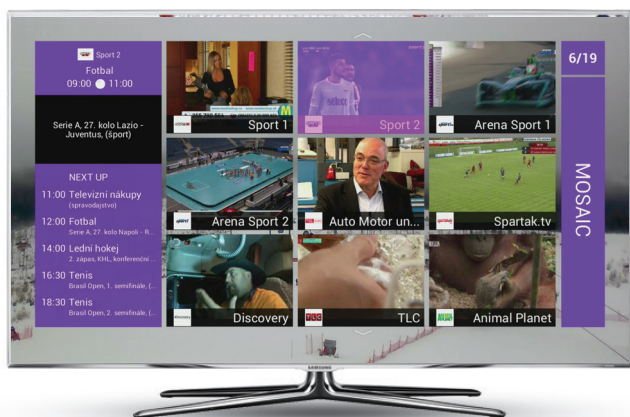 Sport 2
Fotbal
09:00 11:00
Serie A, 27. kolo Lazio -
Juventus, (šport)
NEXT UP
11:00 Televizní nákupy
(spravodajstvo)
12:00 Fotbal
Serie A, 27. kolo Napoli - R...
14:00 Lední hokej
2. zápas, KHL, konferenční ...
16:30 Tenis
Brasil Open, 1. semifinále, (...
18:30 Tenis
Brasil Open, 2. semifinále, (...
Sport 1
Sport 2
Arena Sport 1
Arena Sport 2
Auto Motor un...
Spartak.tv
Discovery
TLC
TLC
Animal Planet
6/19
MOSAIC
SAMSUNG